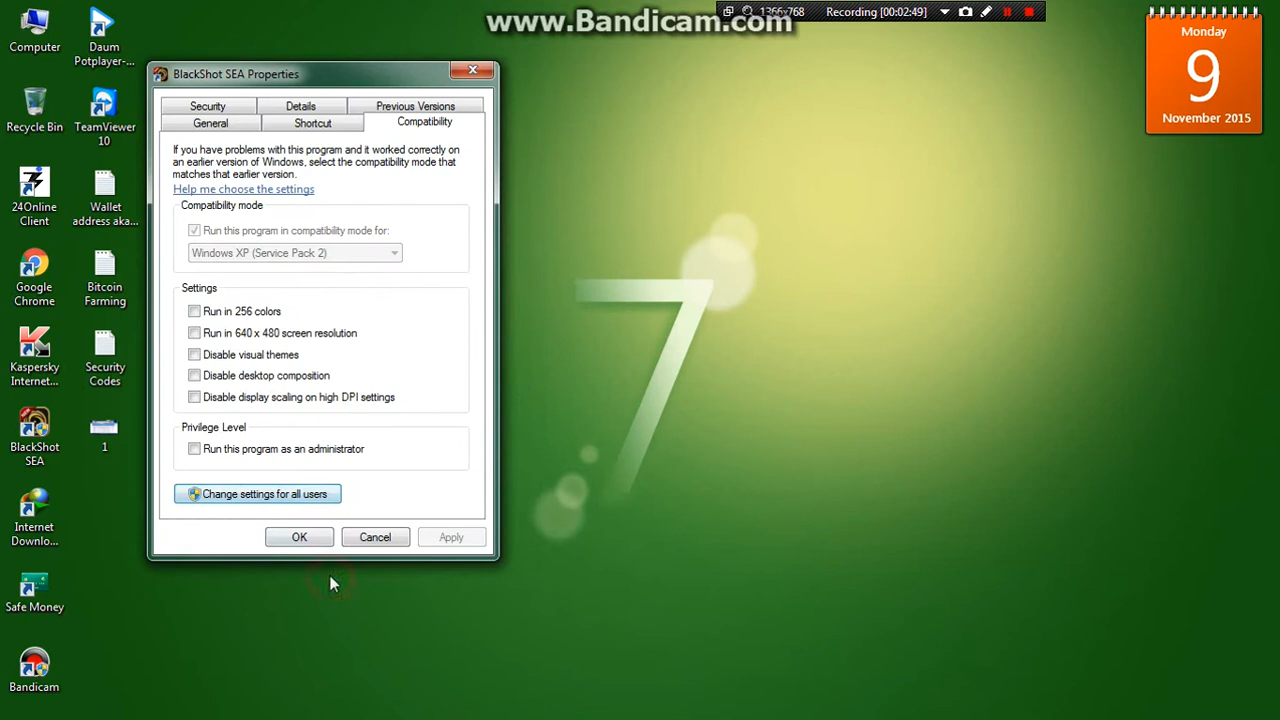 www.Bandicam.com
1366x768
Recording [00:02:49]
Computer
Daum
Potplayer-...
Recycle Bin
TeamViewer
10
24Online
Client
Wallet
address aka...
Google
Chrome
Bitcoin
Farming
Kaspersky
Internet...
Security
Codes
BlackShot
SEA
1
Internet
Downlo...
Safe Money
Bandicam
BlackShot SEA Properties
Security
Details
Previous Versions
General
Shortcut
Compatibility
If you have problems with this program and it worked correctly on
an earlier version of Windows, select the compatibility mode that
matches that earlier version.
Help me choose the settings
Compatibility mode
Run this program in compatibility mode for:
Windows XP (Service Pack 2)
Settings
Run in 256 colors
Run in 640 x 480 screen resolution
Disable visual themes
Disable desktop composition
Disable display scaling on high DPI settings
Privilege Level
Run this program as an administrator
Change settings for all users
OK
Cancel
Apply
7
Monday
9
November 2015